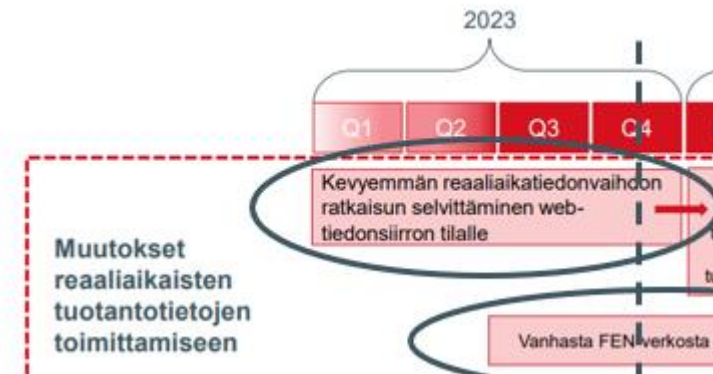 2023
Q1 Q2 Q3 Q4
Kevyemmän reaaliaikatiedonvaihdon
ratkaisun selvittäminen web-
tiedonsiirron tilalle
Muutokset
reaaliaikaisten
tuotantotietojen
toimittamiseen
Vanhasta FEN-verkosta